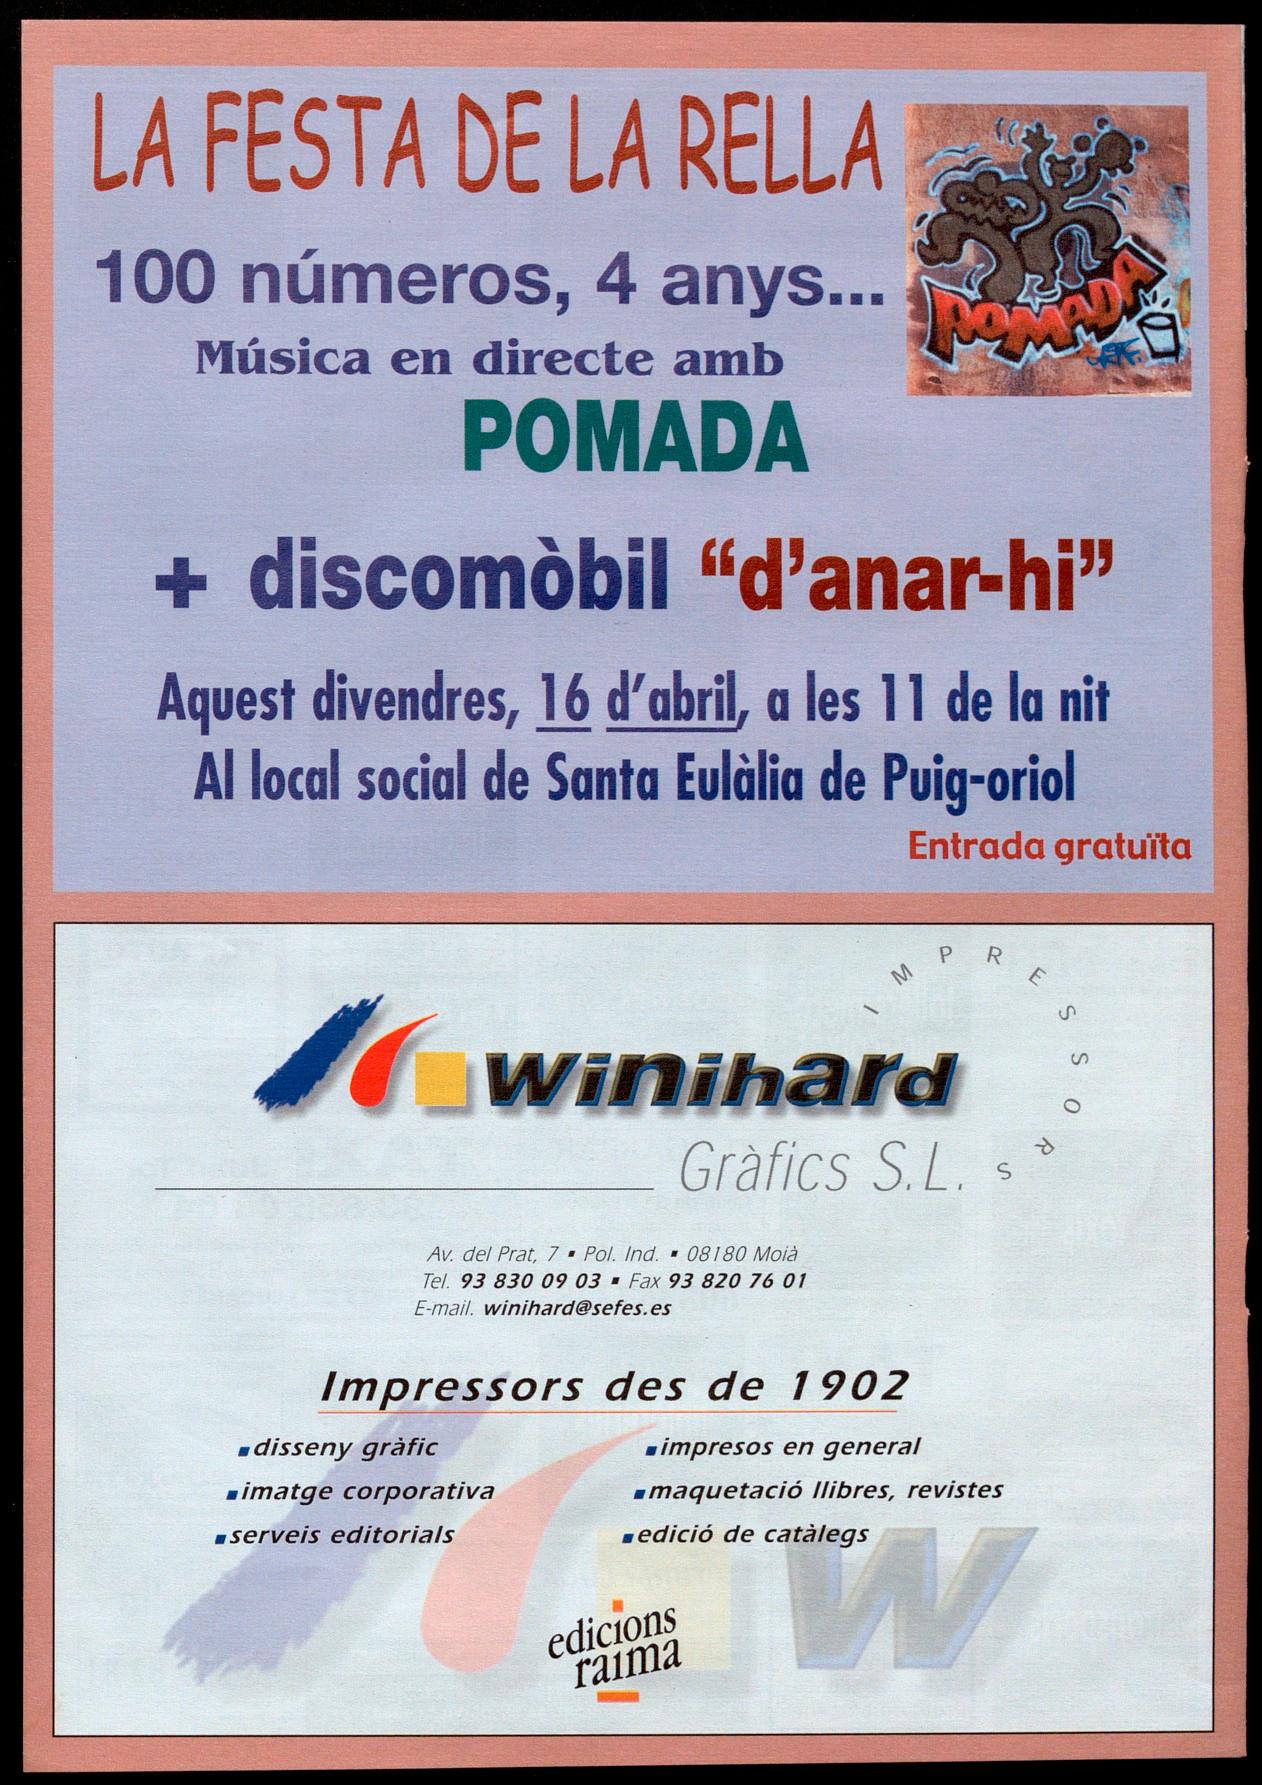 LA FESTA DE LA RELLA
100 números, 4 anys...
Música en directe amb
POMADA
POMADA
+ discomòbil “d’anar-hi”
Aquest divendres, 16 d’abril, a les 11 de la nit
Al local social de Santa Eulàlia de Puig-oriol
Entrada gratuïta
IMPRESSORS
winihard
Gràfics S.L.
Av. del Prat, 7 ▪ Pol. Ind. ▪ 08180 Moià
Tel. 93 830 09 03 ▪ Fax 93 820 76 01
E-mail. winihard@sefes.es
Impressors des de 1902
▪disseny gràfic
▪imatge corporativa
▪serveis editorials
▪impresos en general
▪maquetació llibres, revistes
▪edició de catàlegs
W
edicions
raima